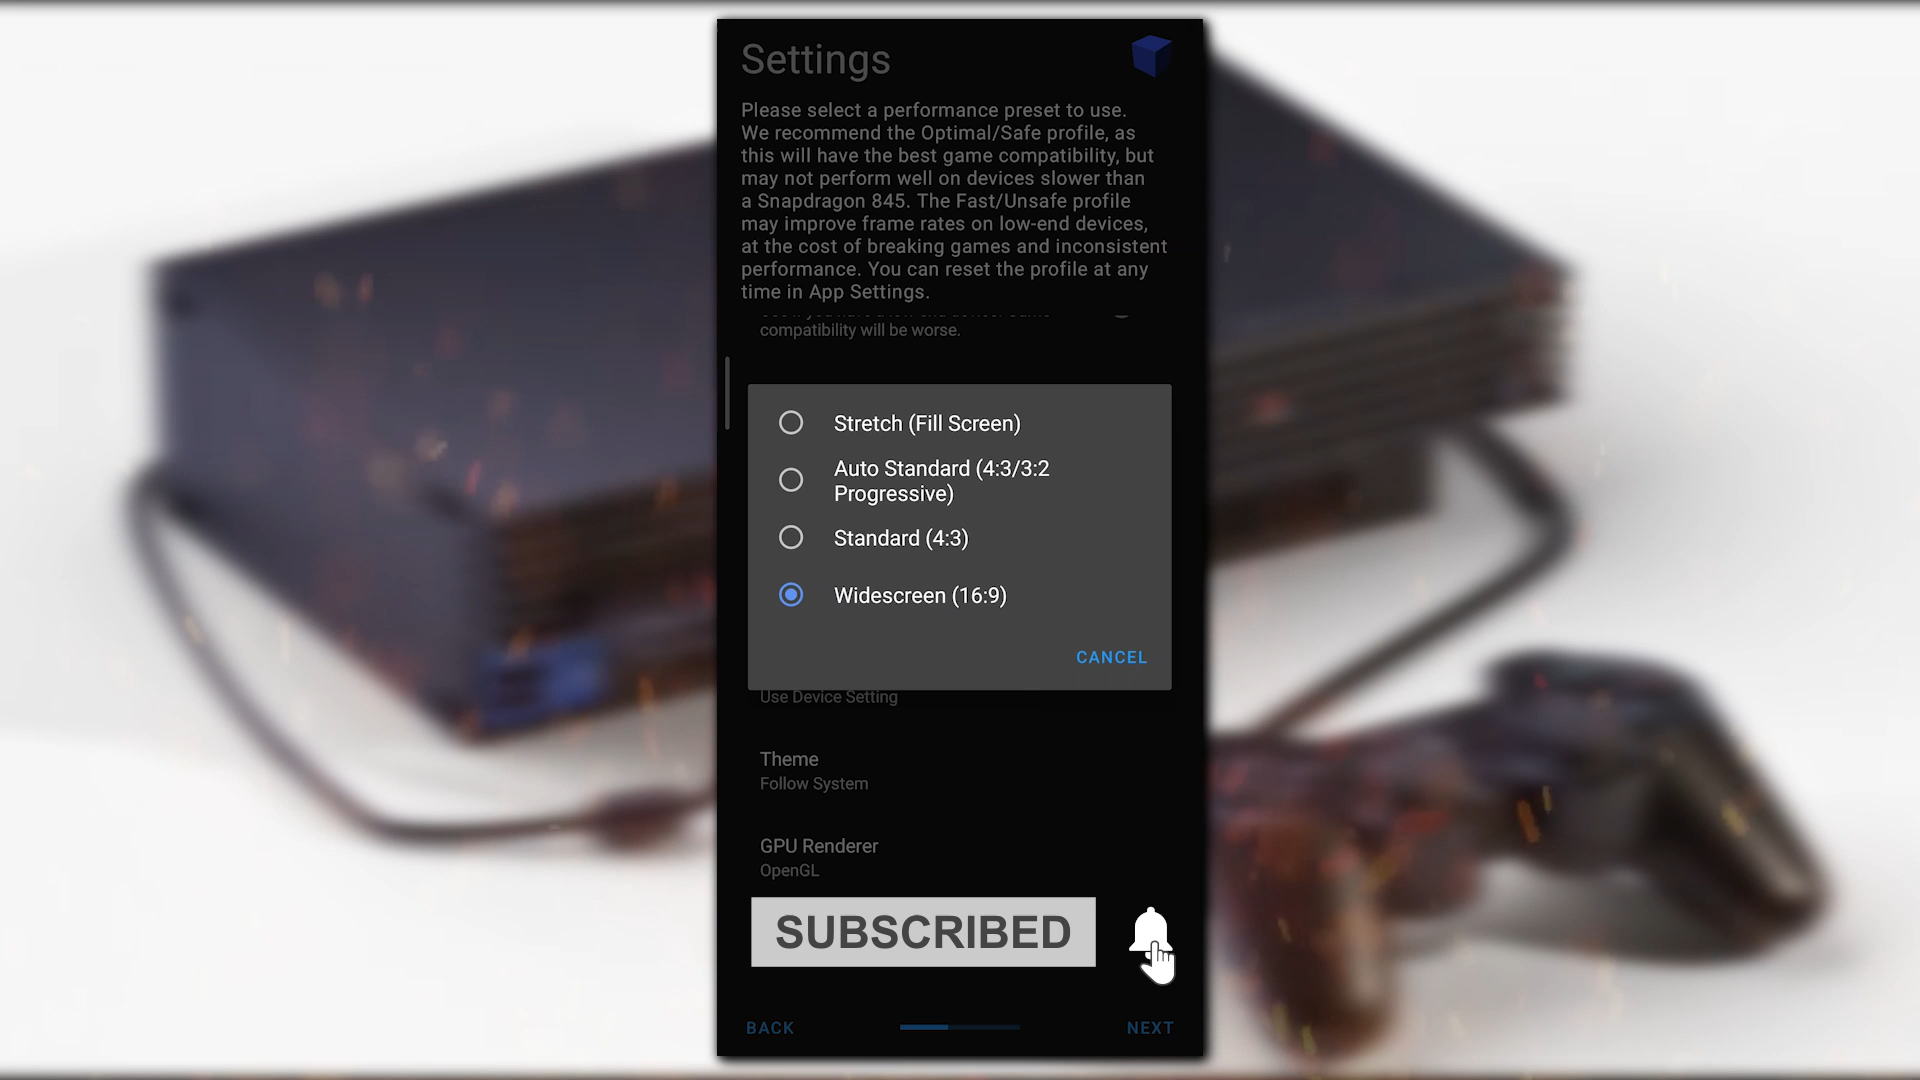 Settings
Please select a performance preset to use.
We recommend the Optimal/Safe profile, as
this will have the best game compatibility, but
may not perform well on devices slower than
a Snapdragon 845. The Fast/Unsafe profile
may improve frame rates on low-end devices,
at the cost of breaking games and inconsistent
performance. You can reset the profile at any
time in App Settings.
compatibility will be worse.
Stretch (Fill Screen)
Auto Standard (4:3/3:2
Progressive)
Standard (4:3)
Widescreen (16:9)
CANCEL
Use Device Setting
Theme
Follow System
GPU Renderer
OpenGL
SUBSCRIBED
BACK
NEXT